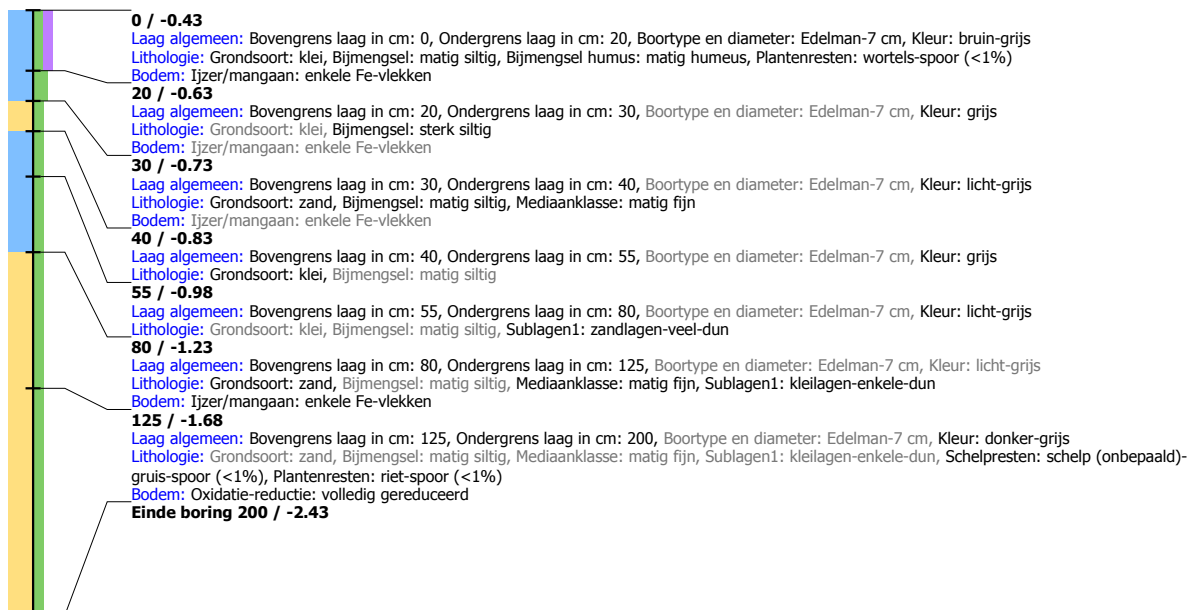 0 / -0.43
Laag algemeen: Bovengrens laag in cm: 0, Ondergrens laag in cm: 20, Boortype en diameter: Edelman-7 cm, Kleur: bruin-grijs
Lithologie: Grondsoort: klei, Bijmengsel: matig siltig, Bijmengsel humus: matig humeus, Plantenresten: wortels-spoor (<1%)
Bodem: Ijzer/mangaan: enkele Fe-vlekken
20 / -0.63
Laag algemeen: Bovengrens laag in cm: 20, Ondergrens laag in cm: 30, Boortype en diameter: Edelman-7 cm, Kleur: grijs
Lithologie: Grondsoort: klei, Bijmengsel: sterk siltig
Bodem: Ijzer/mangaan: enkele Fe-vlekken
30 / -0.73
Laag algemeen: Bovengrens laag in cm: 30, Ondergrens laag in cm: 40, Boortype en diameter: Edelman-7 cm, Kleur: licht-grijs
Lithologie: Grondsoort: zand, Bijmengsel: matig siltig, Mediaanklasse: matig fijn
Bodem: Ijzer/mangaan: enkele Fe-vlekken
40 / -0.83
Laag algemeen: Bovengrens laag in cm: 40, Ondergrens laag in cm: 55, Boortype en diameter: Edelman-7 cm, Kleur: grijs
Lithologie: Grondsoort: klei, Bijmengsel: matig siltig
55 / -0.98
Laag algemeen: Bovengrens laag in cm: 55, Ondergrens laag in cm: 80, Boortype en diameter: Edelman-7 cm, Kleur: licht-grijs
Lithologie: Grondsoort: klei, Bijmengsel: matig siltig, Sublagen1: zandlagen-veel-dun
80 / -1.23
Laag algemeen: Bovengrens laag in cm: 80, Ondergrens laag in cm: 125, Boortype en diameter: Edelman-7 cm, Kleur: licht-grijs
Lithologie: Grondsoort: zand, Bijmengsel: matig siltig, Mediaanklasse: matig fijn, Sublagen1: kleilagen-enkele-dun
Bodem: Ijzer/mangaan: enkele Fe-vlekken
125 / -1.68
Laag algemeen: Bovengrens laag in cm: 125, Ondergrens laag in cm: 200, Boortype en diameter: Edelman-7 cm, Kleur: donker-grijs
Lithologie: Grondsoort: zand, Bijmengsel: matig siltig, Mediaanklasse: matig fijn, Sublagen1: kleilagen-enkele-dun, Schelpresten: schelp (onbepaald)-
gruis-spoor (<1%), Plantenresten: riet-spoor (<1%)
Bodem: Oxidatie-reductie: volledig gereduceerd
Einde boring 200 / -2.43